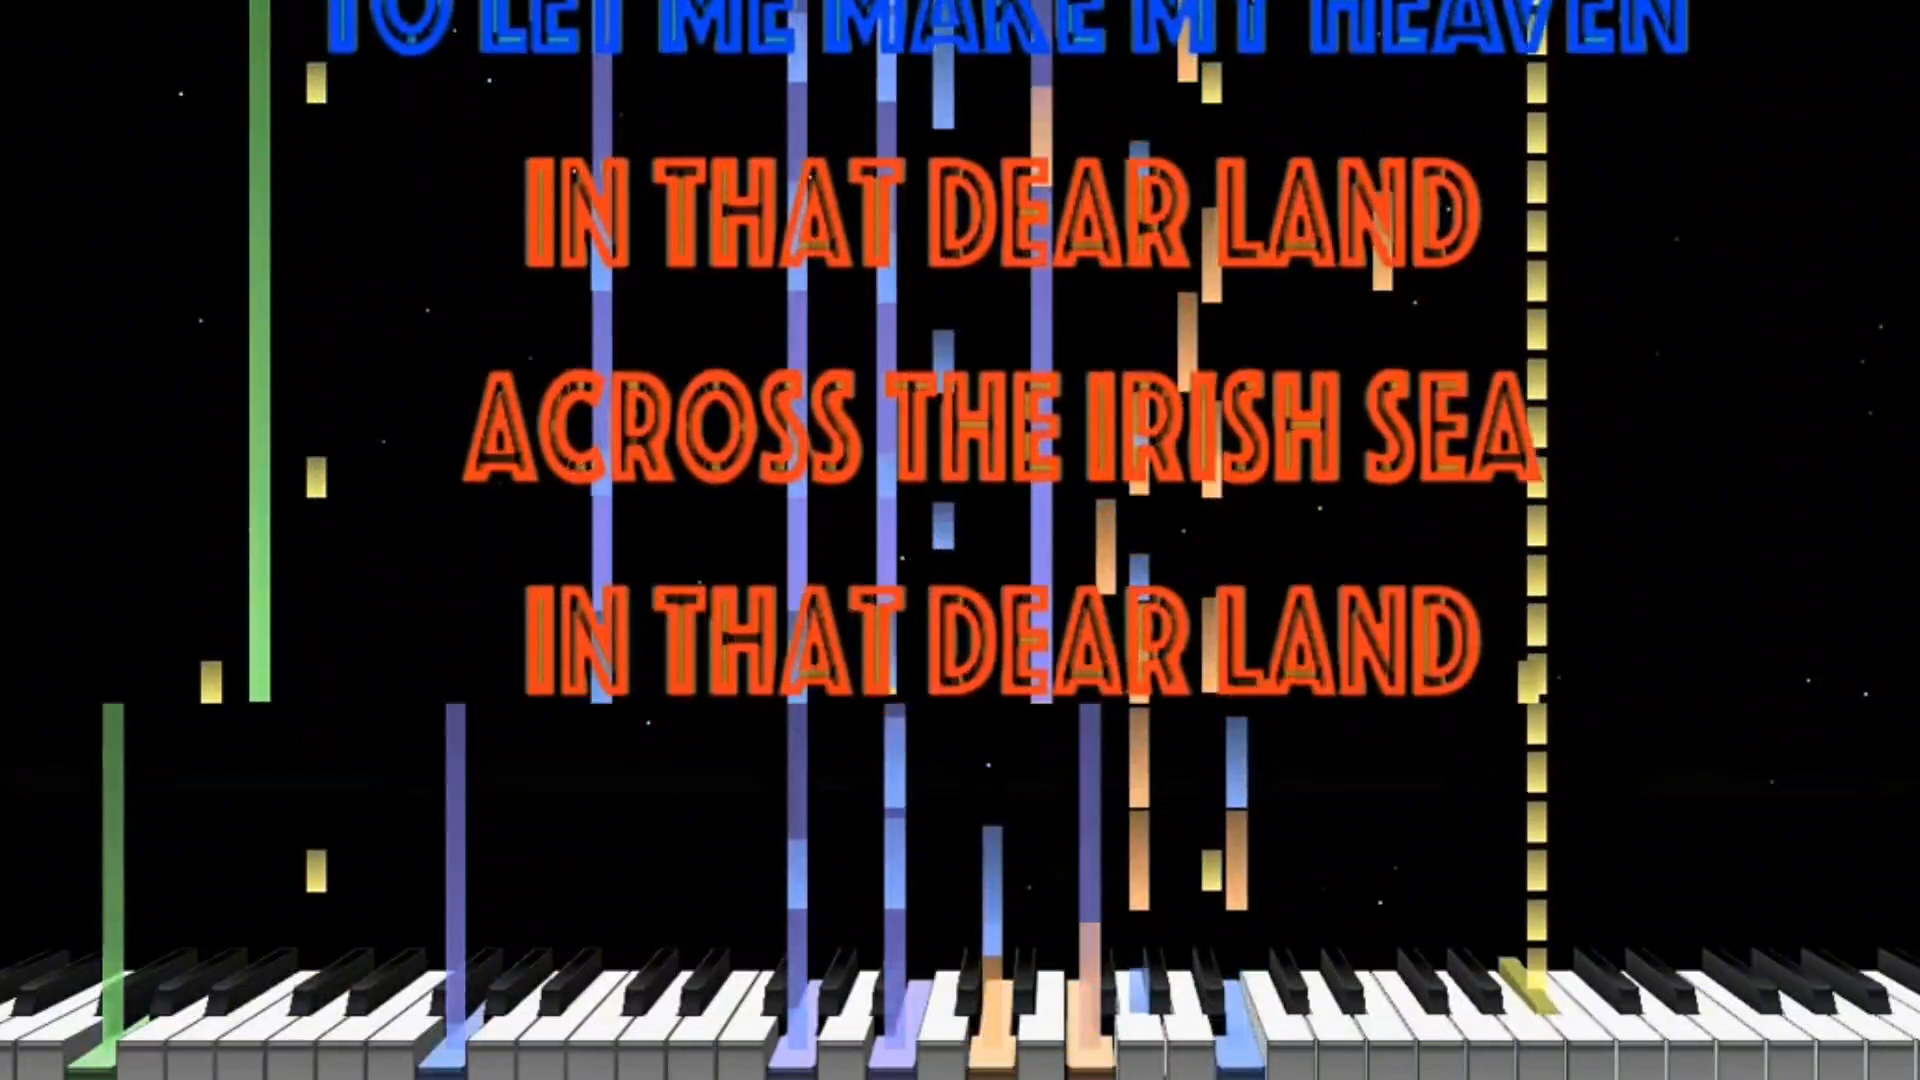 TO LET ME MAKE MY HEAVEN
IN THAT DEAR LAND
ACROSS THE IRISH SEA
IN THAT DEAR LAND